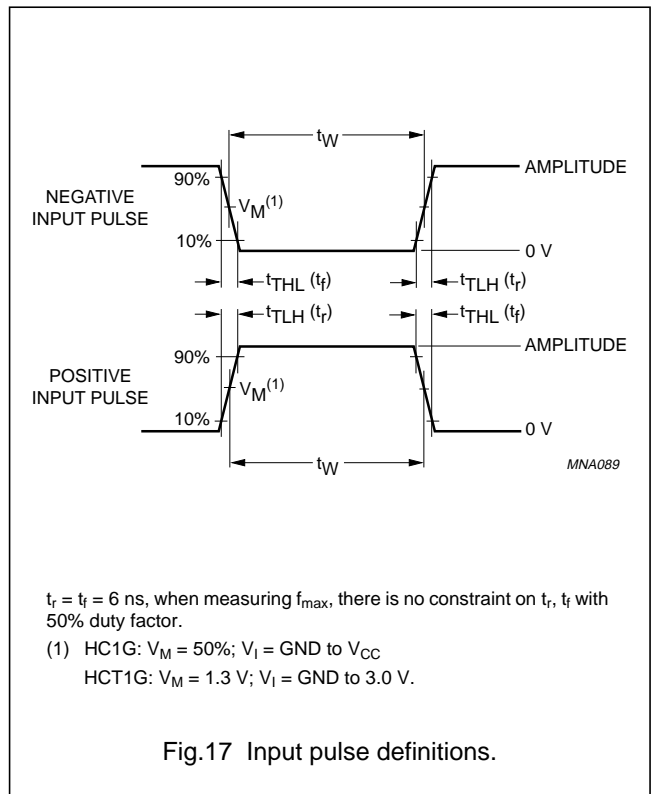 tW
AMPLITUDE
90%
NEGATIVE
INPUT PULSE
VM(1)
10%
0 V
tTHL (tf)
tTLH (tr)
tTLH (tr)
tTHL (tf)
AMPLITUDE
90%
POSITIVE
INPUT PULSE
VM(1)
10%
0 V
tW
MNA089
tr = tf = 6 ns, when measuring fmax, there is no constraint on tr, tf with
50% duty factor.
(1) HC1G: VM = 50%; VI = GND to VCC
HCT1G: VM = 1.3 V; VI = GND to 3.0 V.
Fig.17 Input pulse definitions.